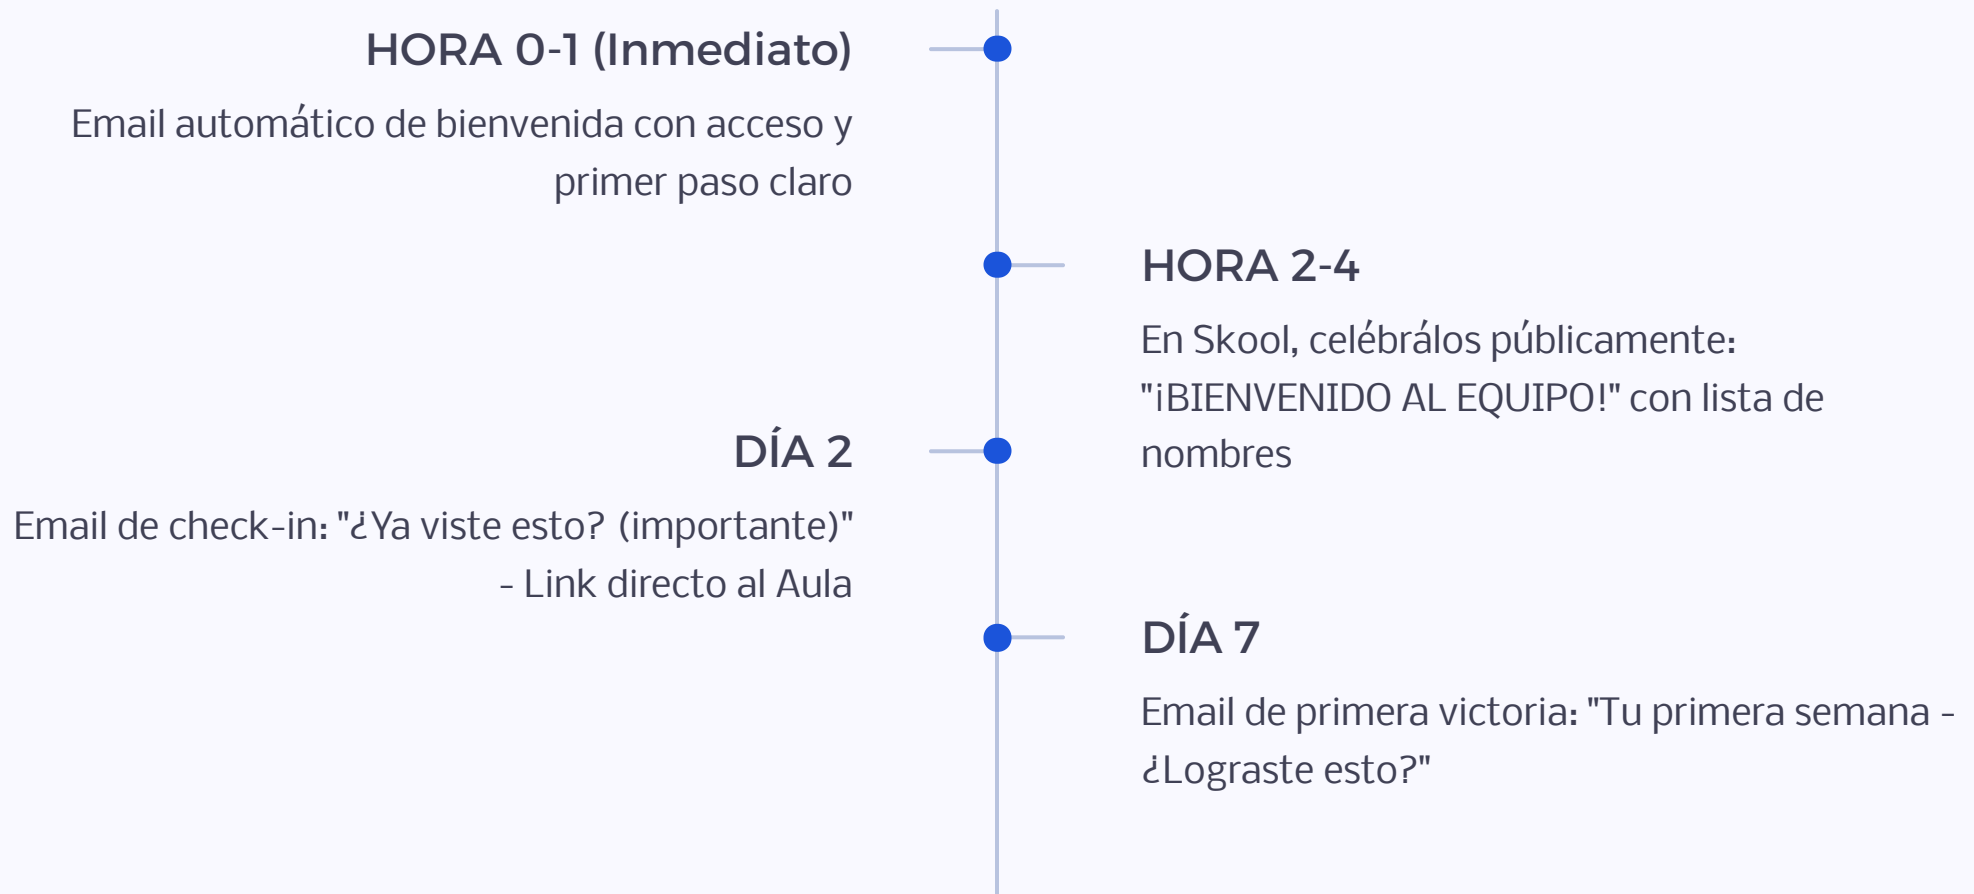 HORA 0-1 (Inmediato)
Email automático de bienvenida con acceso y
primer paso claro
HORA 2-4
En Skool, celébrálos públicamente:
"¡BIENVENIDO AL EQUIPO!" con lista de
nombres
DÍA 2
Email de check-in: "¿Ya viste esto? (importante)"
- Link directo al Aula
DÍA 7
Email de primera victoria: "Tu primera semana -
¿Lograste esto?"